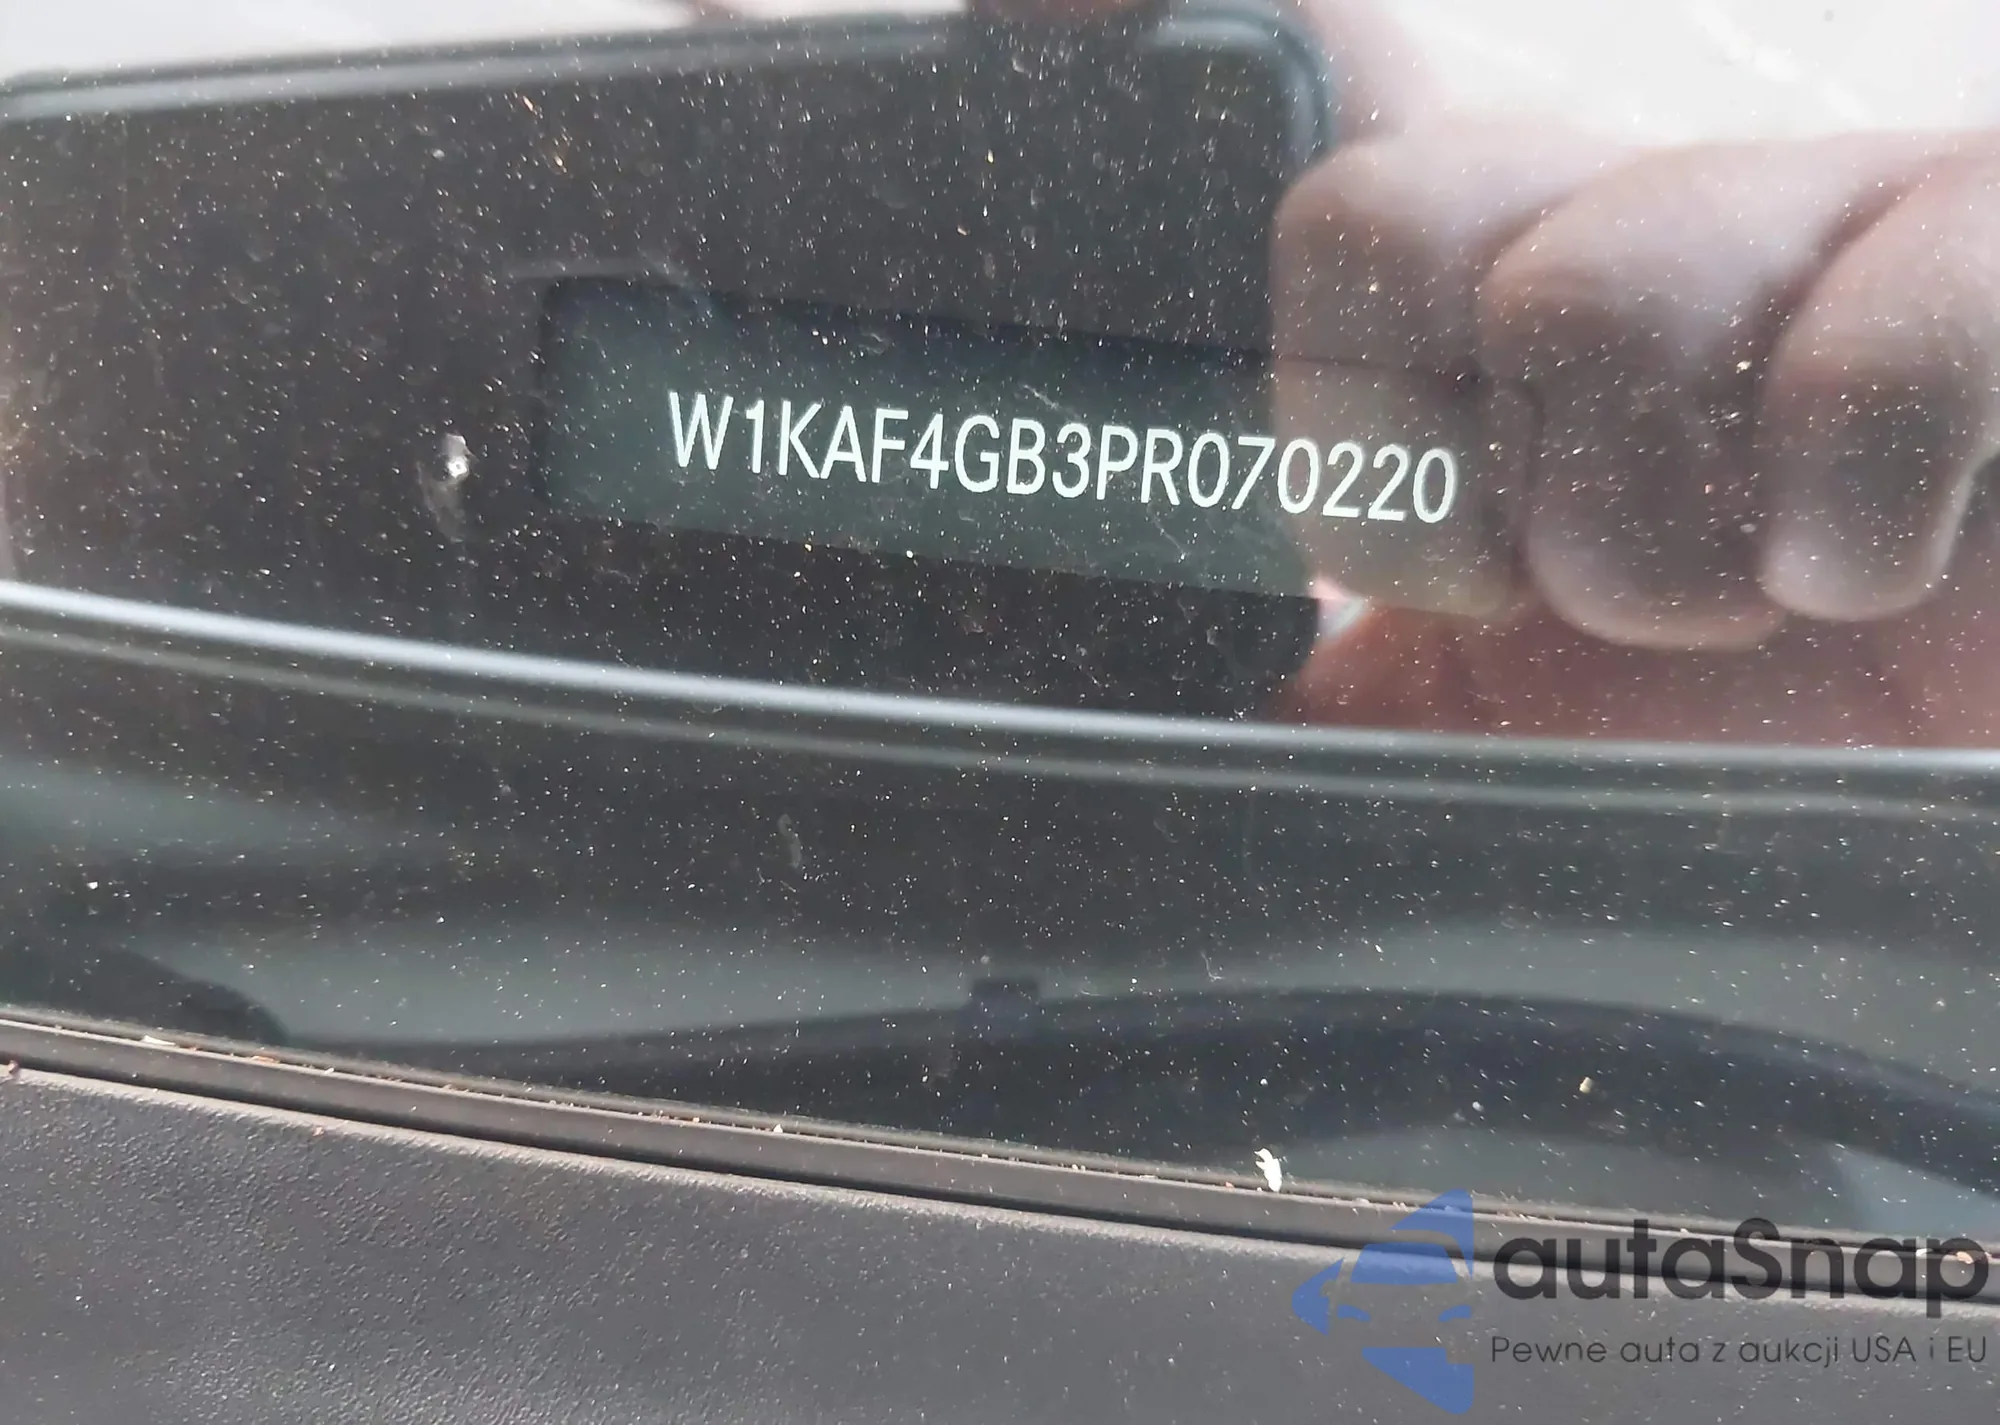 W1KAF4GB3PR070220
autaSnap
Pewne auta z aukcji USA i EU